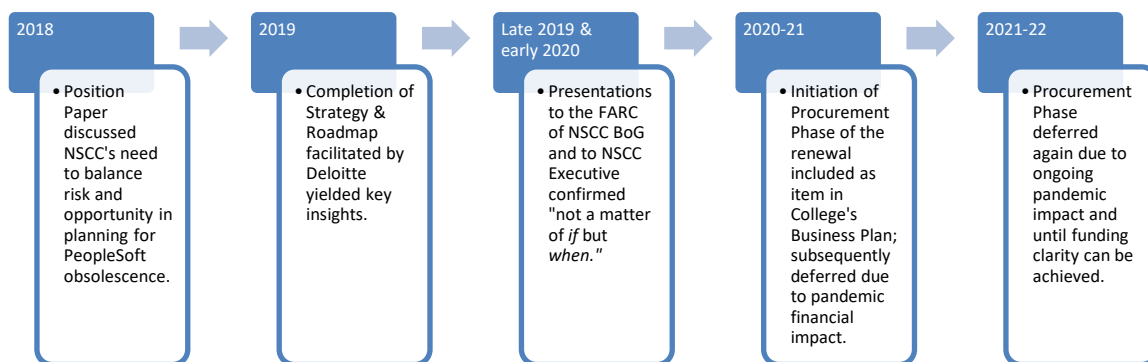 2018
• Position
Paper
discussed
NSCC's need
to balance
risk and
opportunity in
planning for
PeopleSoft
obsolescence.
2019
• Completion of
Strategy &
Roadmap
facilitated by
Deloitte
yielded key
insights.
Late 2019 &
early 2020
• Presentations
to the FARC
of NSCC BoG
and to NSCC
Executive
confirmed
"not a matter
of if but
when."
2020-21
• Initiation of
Procurement
Phase of the
renewal
included as
item in
College's
Business Plan;
subsequently
deferred due
to pandemic
financial
impact.
2021-22
• Procurement
Phase
deferred
again due to
ongoing
pandemic
impact and
until funding
clarity can be
achieved.